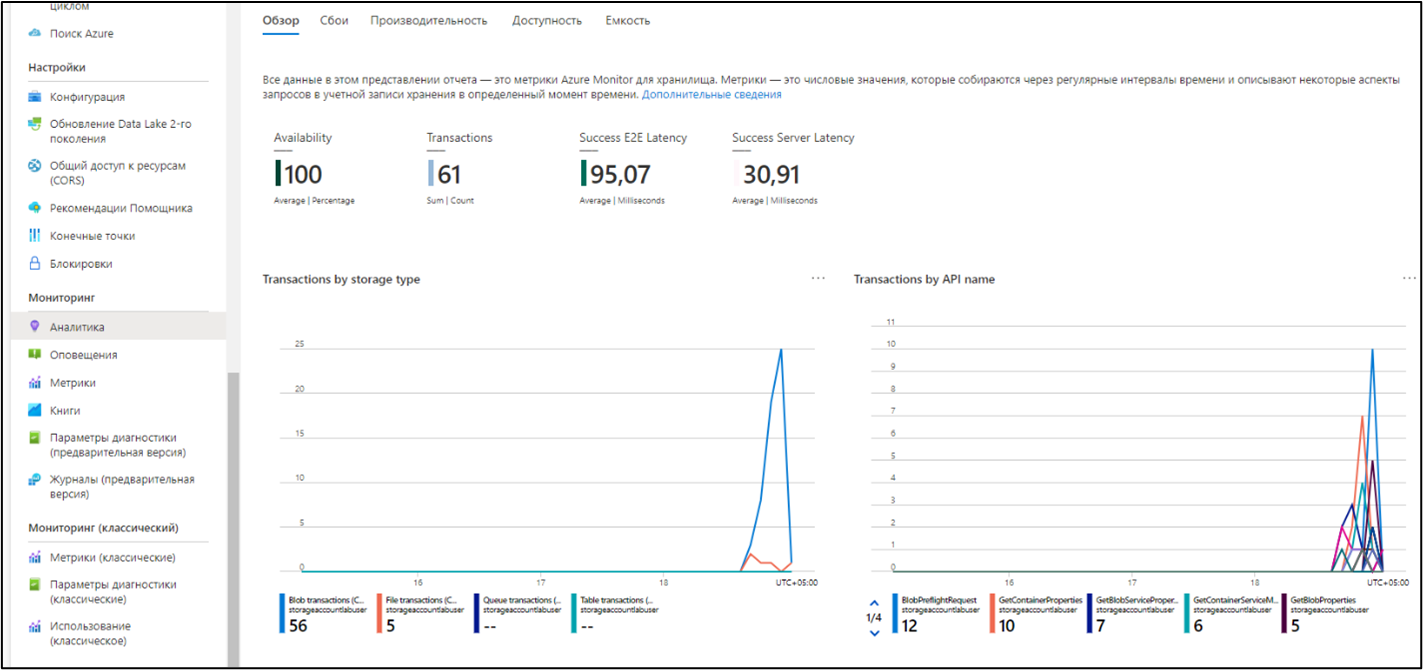 циклом
Поиск Azure
Настройки
Конфигурация
Обновление Data Lake 2-го
поколения
Общий доступ к ресурсам
(CORS)
Рекомендации Помощника
Конечные точки
Блокировки
Мониторинг
Аналитика
Оповещения
Метрики
Книги
Параметры диагностики
(предварительная версия)
Журналы (предварительная
версия)
Мониторинг (классический)
Метрики (классические)
Параметры диагностики
(классические)
Использование
(классическое)
Обзор Сбои Производительность Доступность Емкость
Все данные в этом представлении отчета — это метрики Azure Monitor для хранилища. Метрики — это числовые значения, которые собираются через регулярные интервалы времени и описывают некоторые аспекты
запросов в учетной записи хранения в определенный момент времени. Дополнительные сведения
Availability Transactions Success E2E Latency Success Server Latency
100 61 95,07 30,91
Average | Percentage Sum | Count Average | Milliseconds Average | Milliseconds
Transactions by storage type ...
25
20
15
10
5
0
16 17 18 UTC+05:00
Blob transactions (C... File transactions (C... Queue transactions (... Table transactions (...
storageaccountlabuser storageaccountlabuser storageaccountlabuser storageaccountlabuser
56 5 -- --
Transactions by API name ...
11
10
9
8
7
6
5
4
3
2
1
0
16 17 18 UTC+05:00
1/4
BlobPreflightRequest GetContainerProperties GetBlobServiceProper... GetContainerServiceM... GetBlobProperties
storageaccountlabuser storageaccountlabuser storageaccountlabuser storageaccountlabuser storageaccountlabuser
12 10 7 6 5